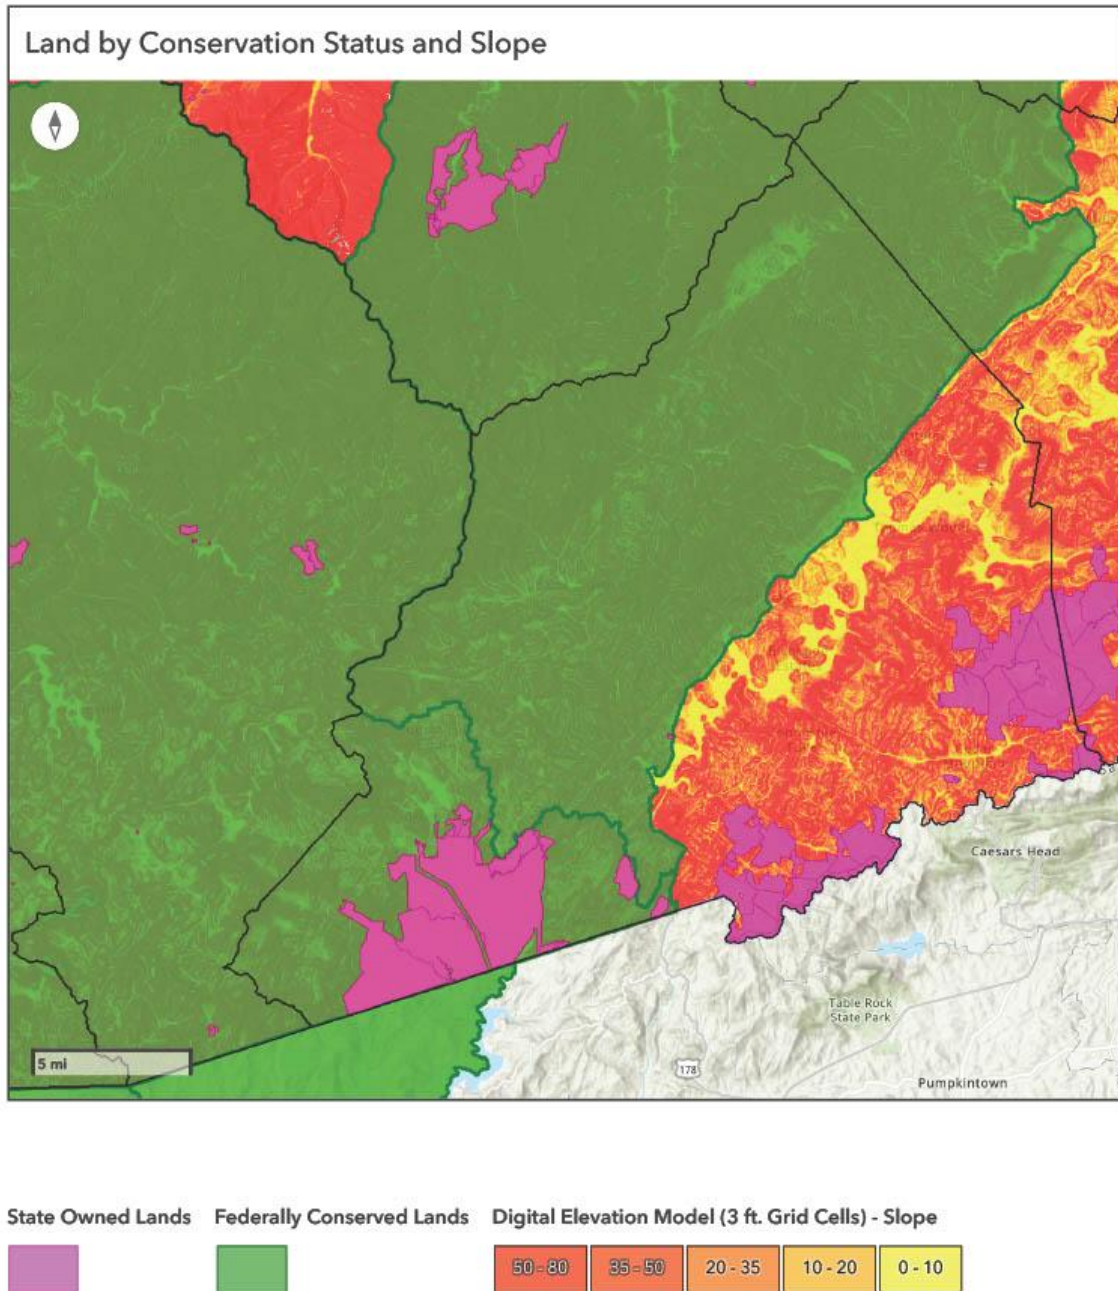 Land by Conservation Status and Slope
Caesars Head
Table Rock
State Park
5 mi
178
Pumpkintown
State Owned Lands
Federally Conserved Lands
Digital Elevation Model (3 ft. Grid Cells) - Slope
50 - 80
35 - 50
20 - 35
10 - 20
0 - 10